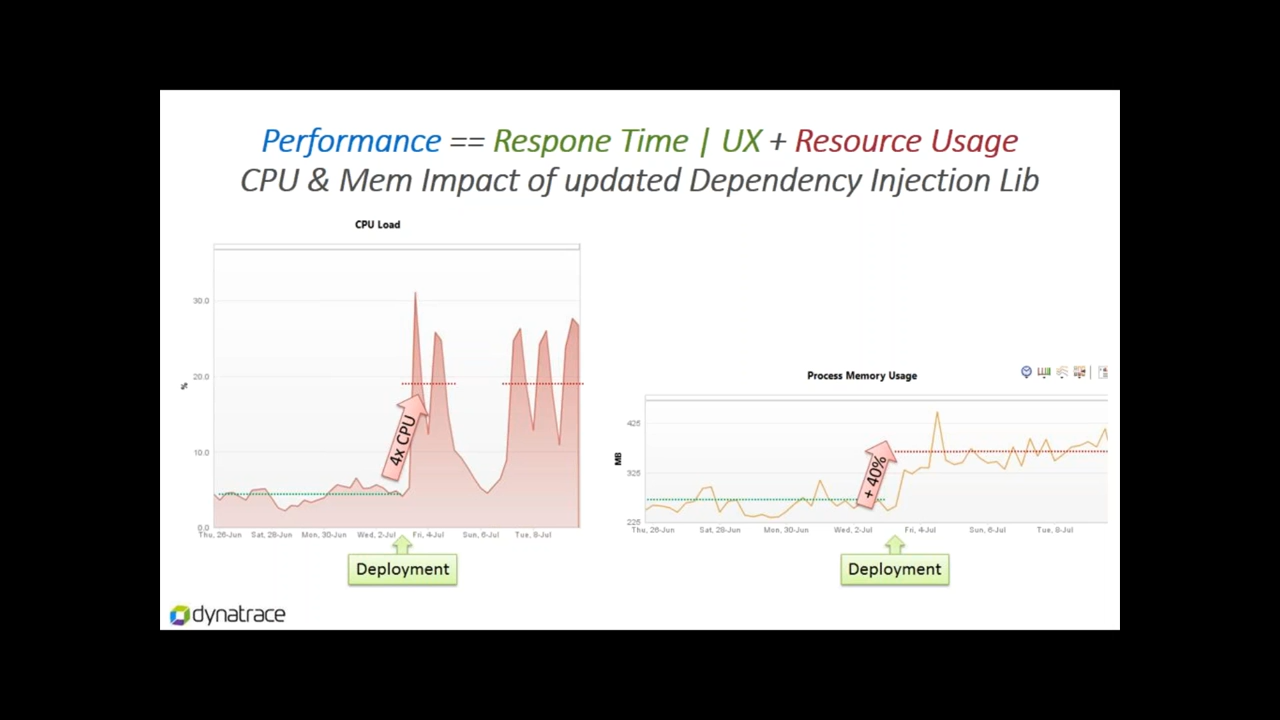 Performance == Respone Time | UX + Resource Usage
CPU & Mem Impact of updated Dependency Injection Lib
CPU Load
30.0
20.0
10.0
0.0
%
4x CPU
Thu, 26-Jun Sat, 28-Jun Mon, 30-Jun Wed, 2-Jul Fri, 4-Jul Sun, 6-Jul Tue, 8-Jul
Deployment
Process Memory Usage
425
325
225
MB
+ 40%
Thu, 26-Jun Sat, 28-Jun Mon, 30-Jun Wed, 2-Jul Fri, 4-Jul Sun, 6-Jul Tue, 8-Jul
Deployment
dynatrace